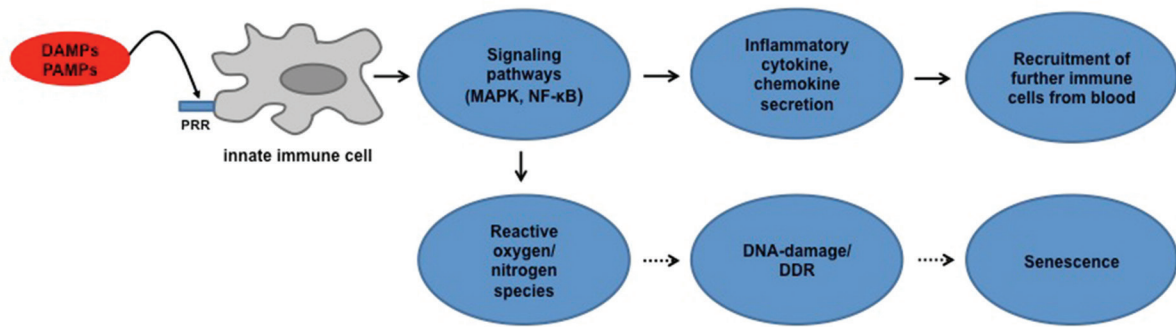 DAMPs
PAMPs
PRR
innate immune cell
Signaling
pathways
(MAPK, NF-κB)
Inflammatory
cytokine,
chemokine
secretion
Recruitment of
further immune
cells from blood
Reactive
oxygen/
nitrogen
species
DNA-damage/
DDR
Senescence